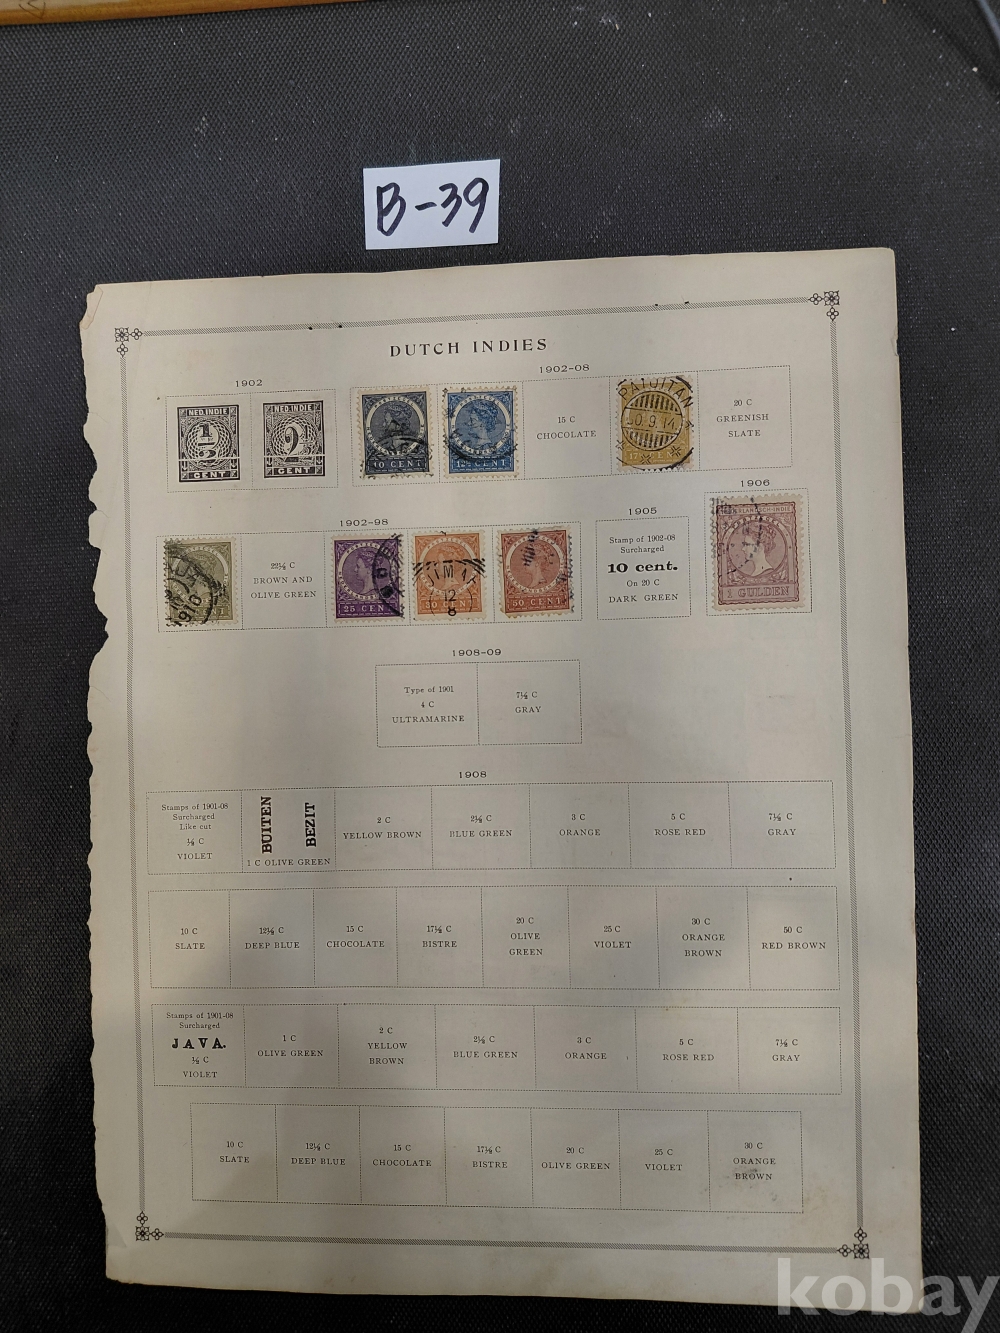 B-39
DUTCH INDIES
1902
1902-08
NED. INDIE
1/2
CENT
NED. INDIE
2
CENT
10 CENT
12½ CENT
15 C
CHOCOLATE
PATJITAN
20 C
GREENISH
SLATE
1902-98
1905
1906
1910
22½ C
BROWN AND
OLIVE GREEN
25 CENT
30 CENT
50 CENT
Stamp of 1902-08
Surcharged
10 cent.
On 20 C
DARK GREEN
1 GULDEN
1908-09
Type of 1901
4 C
ULTRAMARINE
7½ C
GRAY
1908
Stamps of 1901-08
Surcharged
Like cut
½ C
VIOLET
BUITEN
BEZIT
1 C OLIVE GREEN
2 C
YELLOW BROWN
2½ C
BLUE GREEN
3 C
ORANGE
5 C
ROSE RED
7½ C
GRAY
10 C
SLATE
12½ C
DEEP BLUE
15 C
CHOCOLATE
17½ C
BISTRE
20 C
OLIVE
GREEN
25 C
VIOLET
30 C
ORANGE
BROWN
50 C
RED BROWN
Stamps of 1901-08
Surcharged
JAVA.
½ C
VIOLET
1 C
OLIVE GREEN
2 C
YELLOW
BROWN
2½ C
BLUE GREEN
3 C
ORANGE
5 C
ROSE RED
7½ C
GRAY
10 C
SLATE
12½ C
DEEP BLUE
15 C
CHOCOLATE
17½ C
BISTRE
20 C
OLIVE GREEN
25 C
VIOLET
30 C
ORANGE
BROWN
kobay